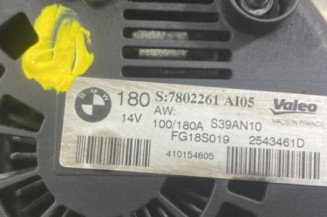 180 S:7802261 AI05
14V AW: Valeo
100/180A S39AN10 MADE IN FRANCE
FG18S019 2543461D
410154605